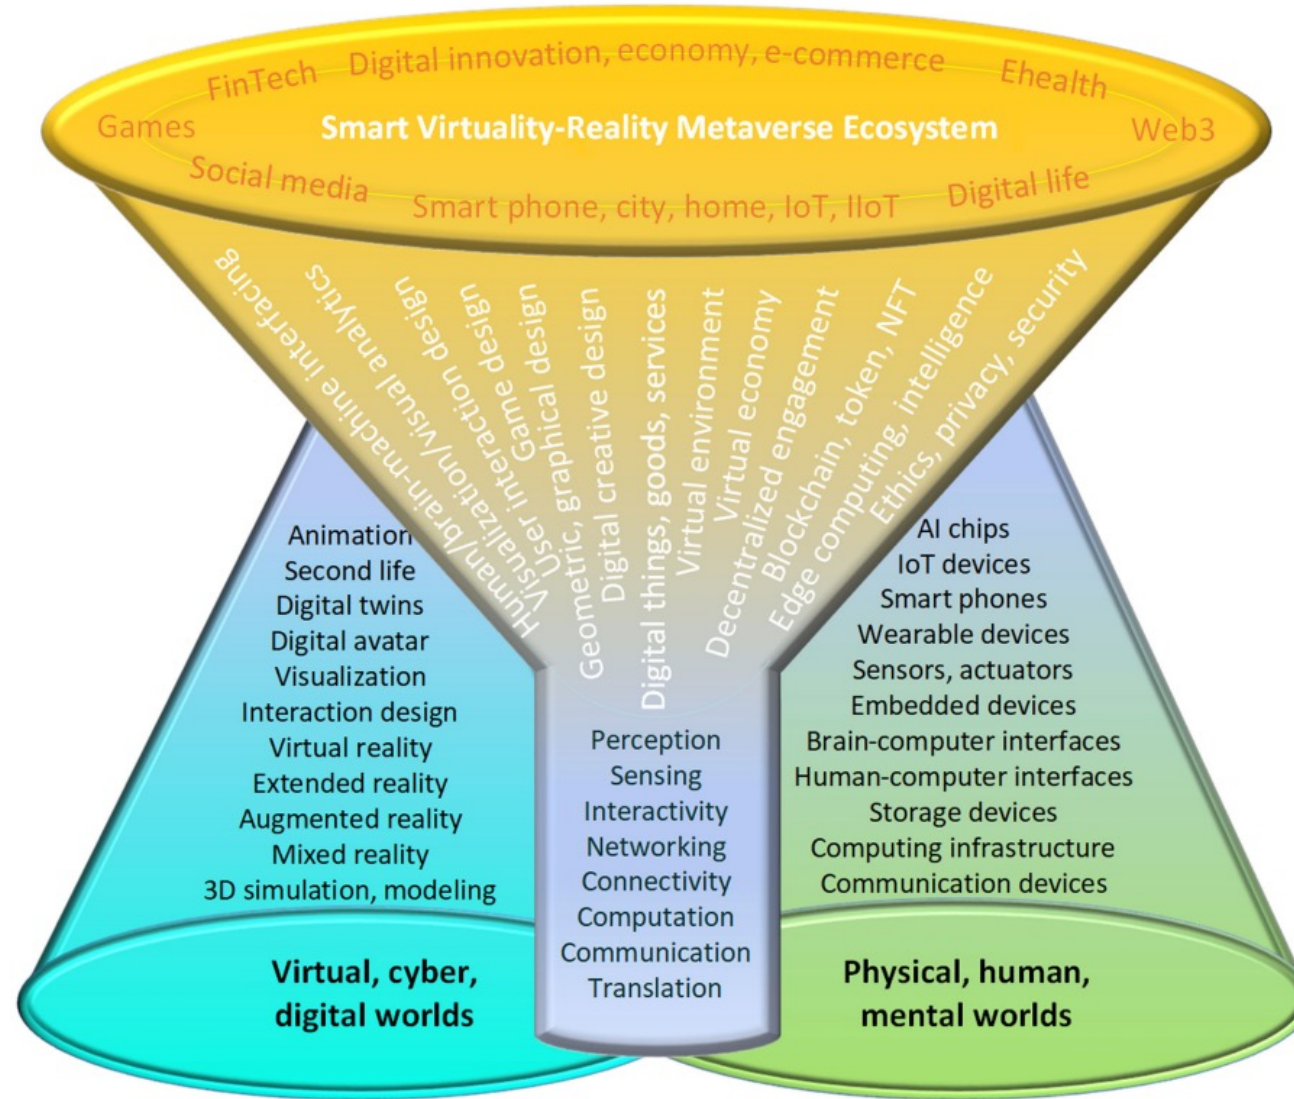 FinTech
Digital innovation, economy, e-commerce
Ehealth
Games
Smart Virtuality-Reality Metaverse Ecosystem
Web3
Social media
Smart phone, city, home, IoT, IIoT
Digital life
Human/brain-machine interfacing
Visualization/visual analytics
User interaction design
Game design
Geometric, graphical design
Digital creative design
Digital things, goods, services
Virtual environment
Virtual economy
Decentralized engagement
Blockchain, token, NFT
Edge computing, intelligence
Ethics, privacy, security
Animation
Second life
Digital twins
Digital avatar
Visualization
Interaction design
Virtual reality
Extended reality
Augmented reality
Mixed reality
3D simulation, modeling
Virtual, cyber,
digital worlds
Perception
Sensing
Interactivity
Networking
Connectivity
Computation
Communication
Translation
AI chips
IoT devices
Smart phones
Wearable devices
Sensors, actuators
Embedded devices
Brain-computer interfaces
Human-computer interfaces
Storage devices
Computing infrastructure
Communication devices
Physical, human,
mental worlds